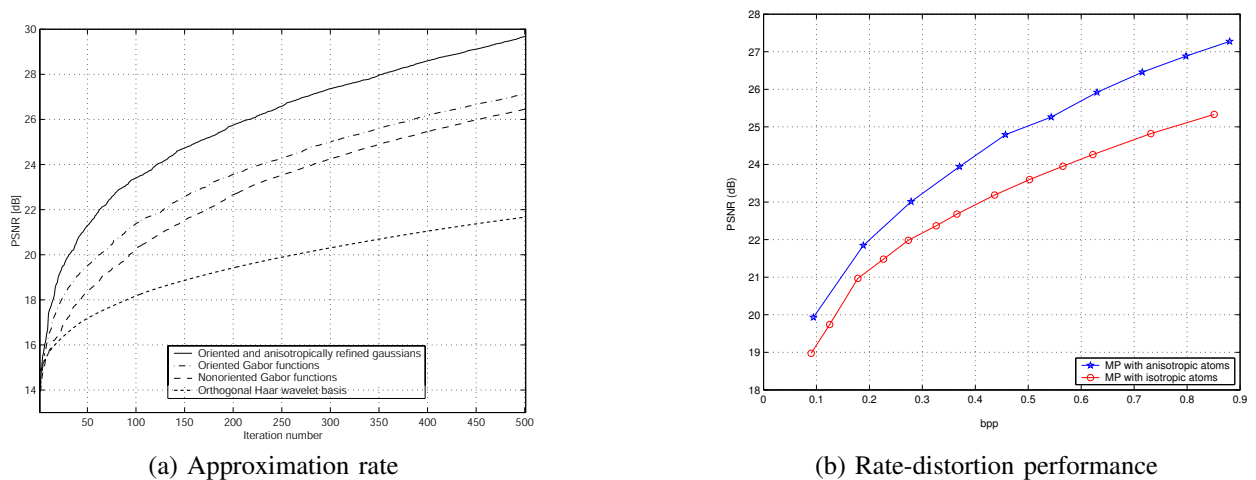 30
28
26
24
22
20
18
16
14
PSNR [dB]
Oriented and anisotropically refined gaussians
Oriented Gabor functions
Nonoriented Gabor functions
Orthogonal Haar wavelet basis
50 100 150 200 250 300 350 400 450 500
Iteration number
(a) Approximation rate
28
27
26
25
24
23
22
21
20
19
18
PSNR (dB)
MP with anisotropic atoms
MP with isotropic atoms
0 0.1 0.2 0.3 0.4 0.5 0.6 0.7 0.8 0.9
bpp
(b) Rate-distortion performance